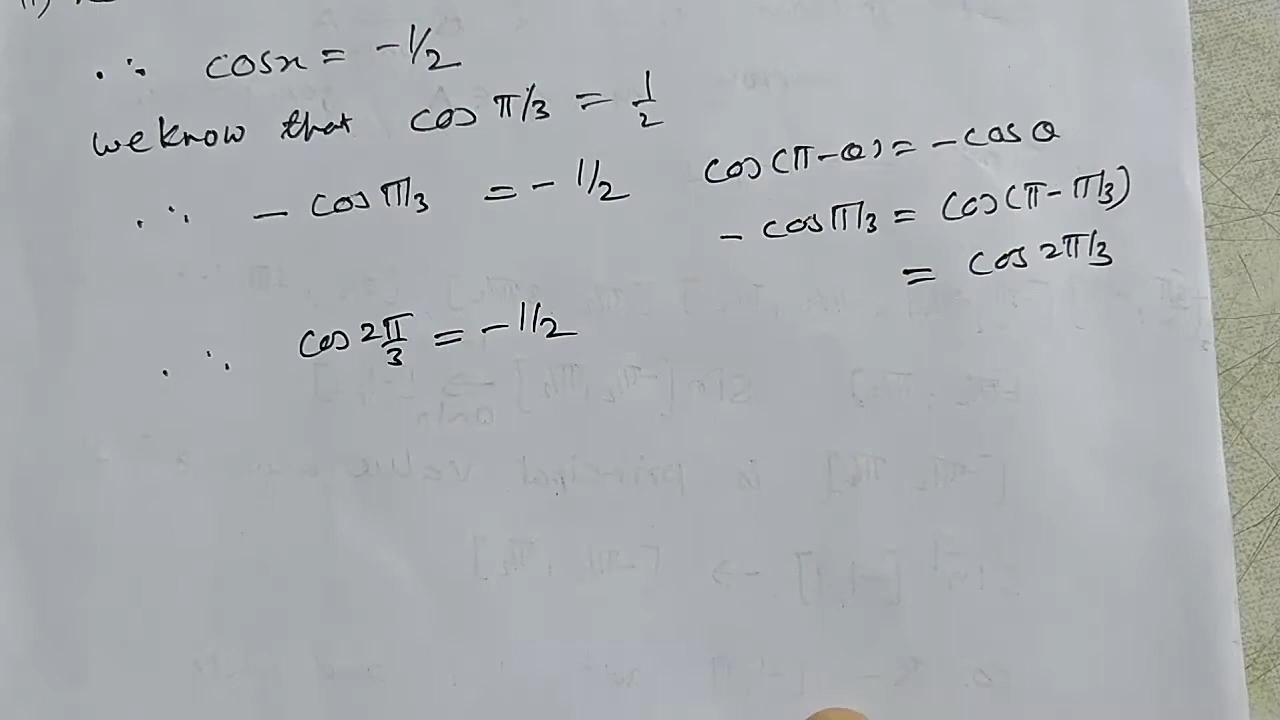 ∴ cosx = -1/2
we know that cos π/3 = 1/2
∴ - cos π/3 = - 1/2
cos(π-θ) = -cos θ
- cos π/3 = cos(π - π/3)
= cos 2π/3
∴ cos 2π/3 = - 1/2